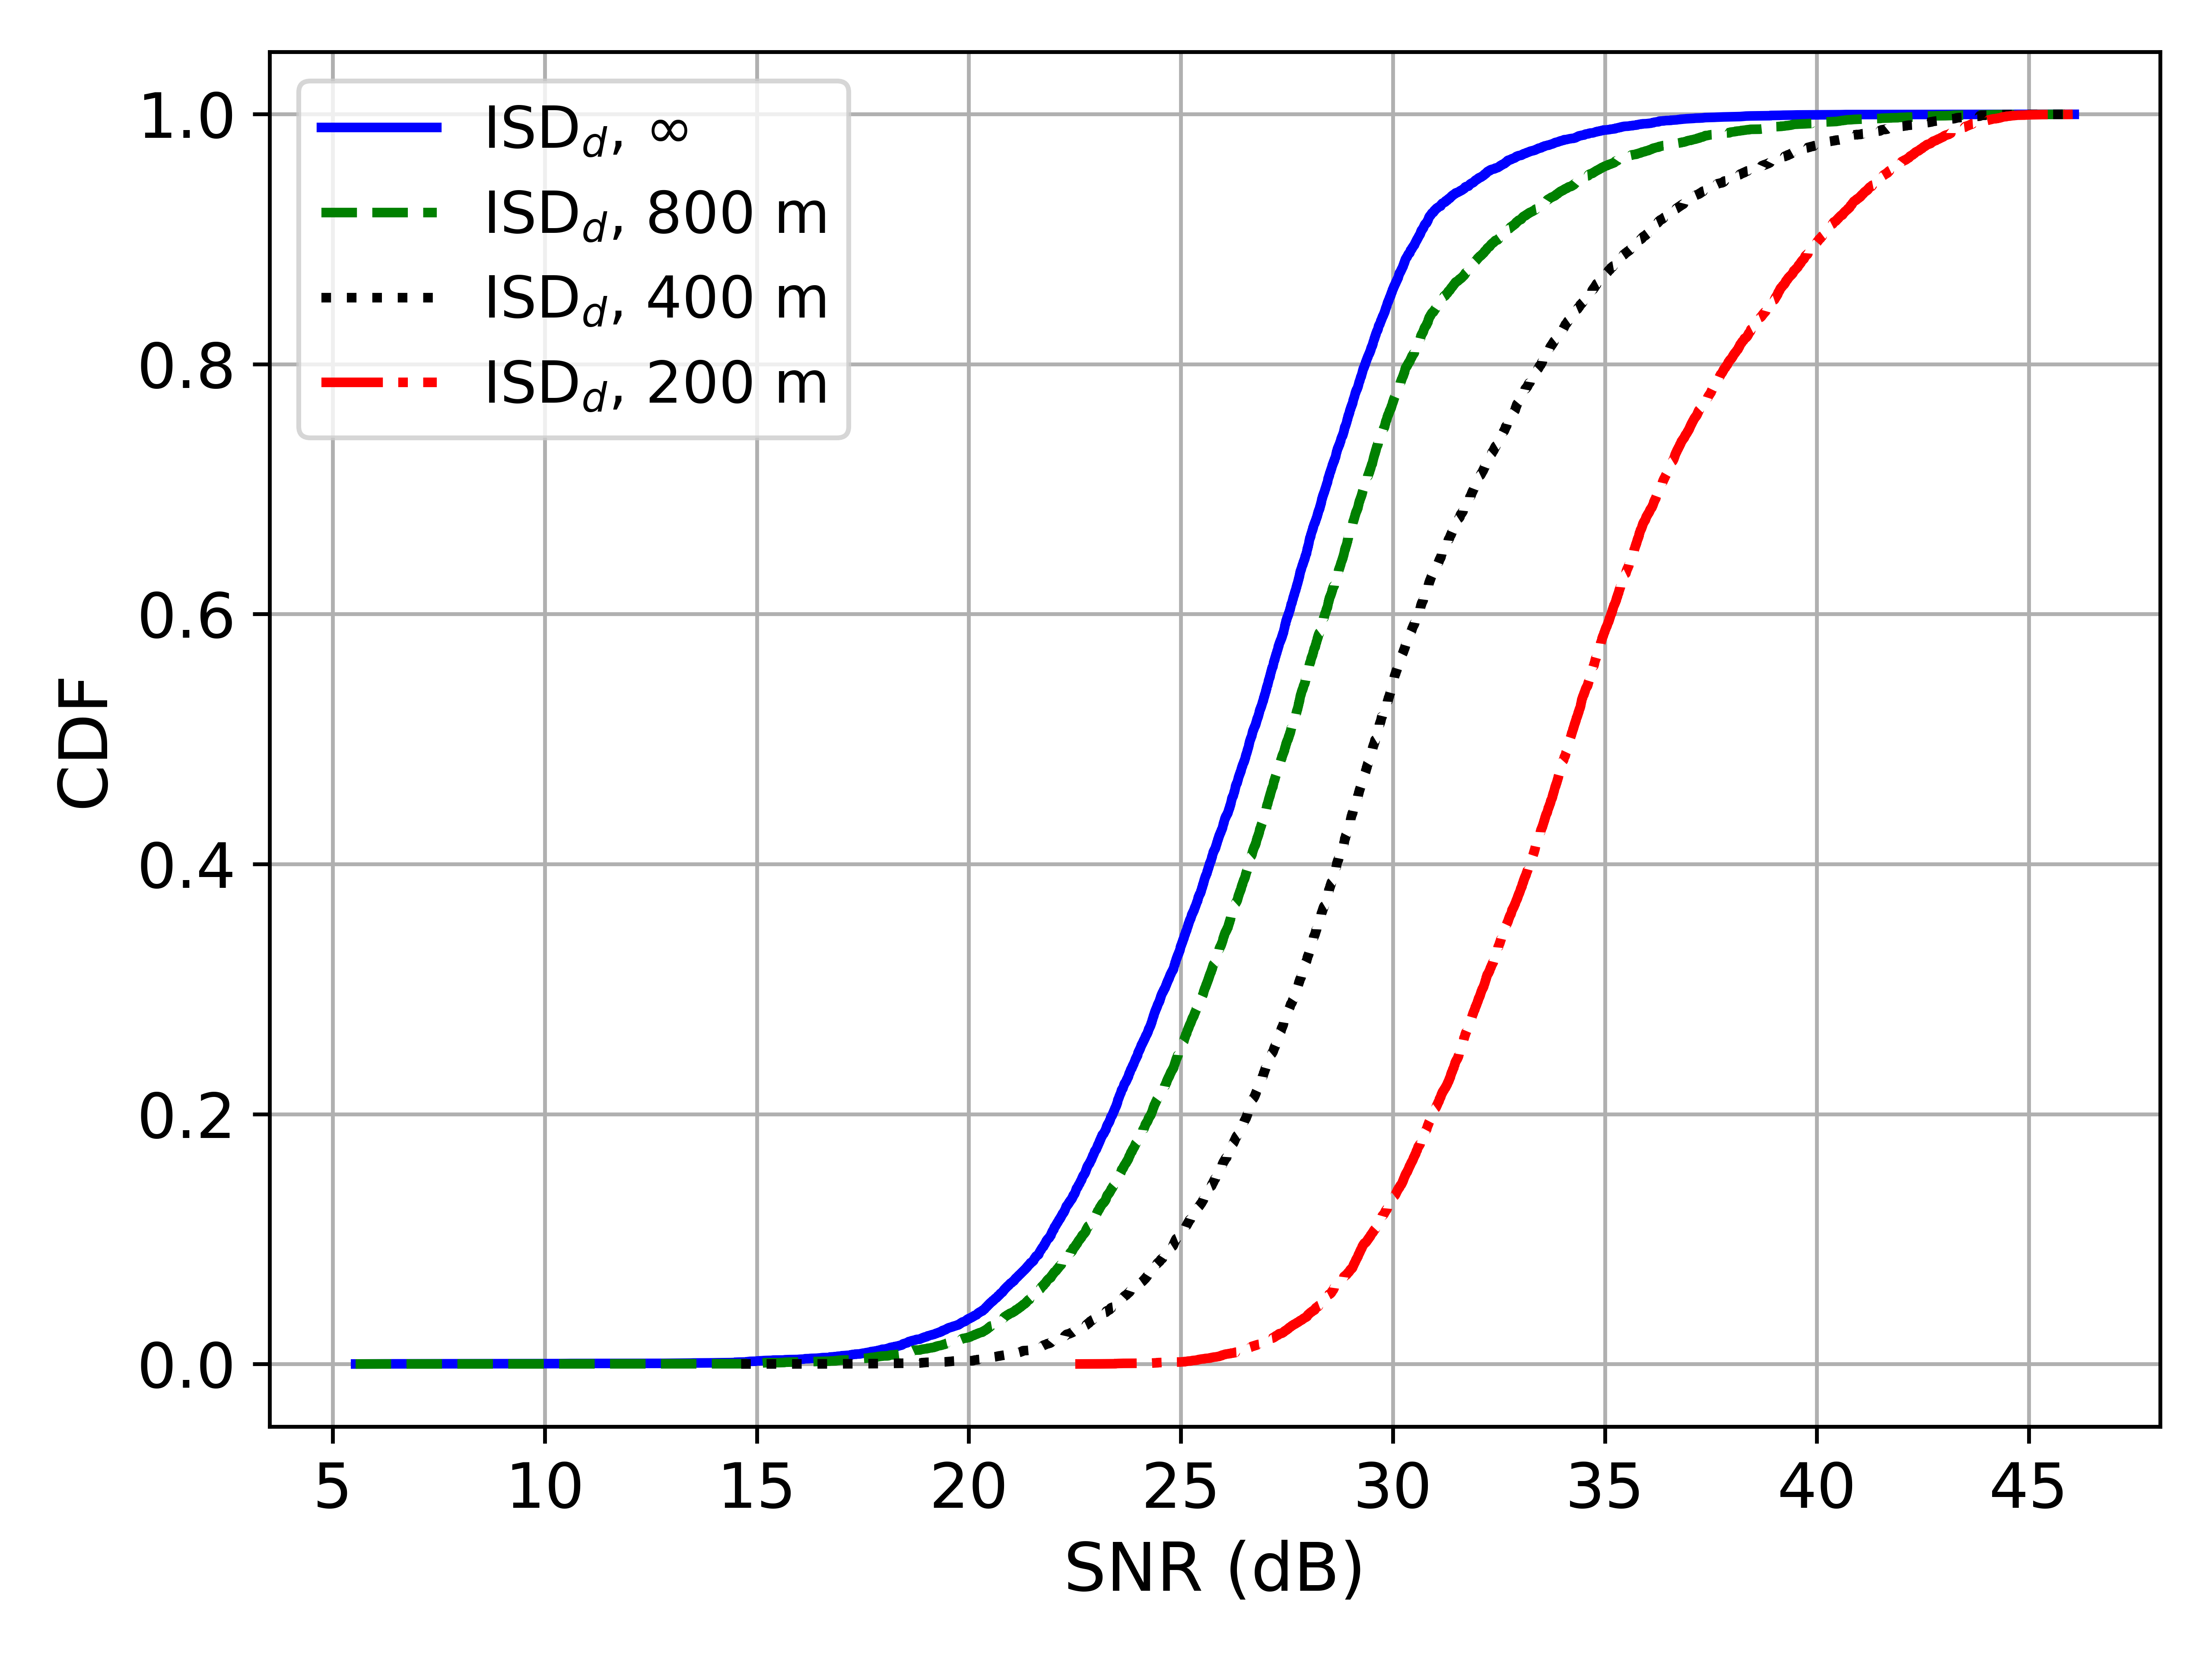 ISD_d, ∞
ISD_d, 800 m
ISD_d, 400 m
ISD_d, 200 m
1.0
0.8
0.6
0.4
0.2
0.0
CDF
5 10 15 20 25 30 35 40 45
SNR (dB)